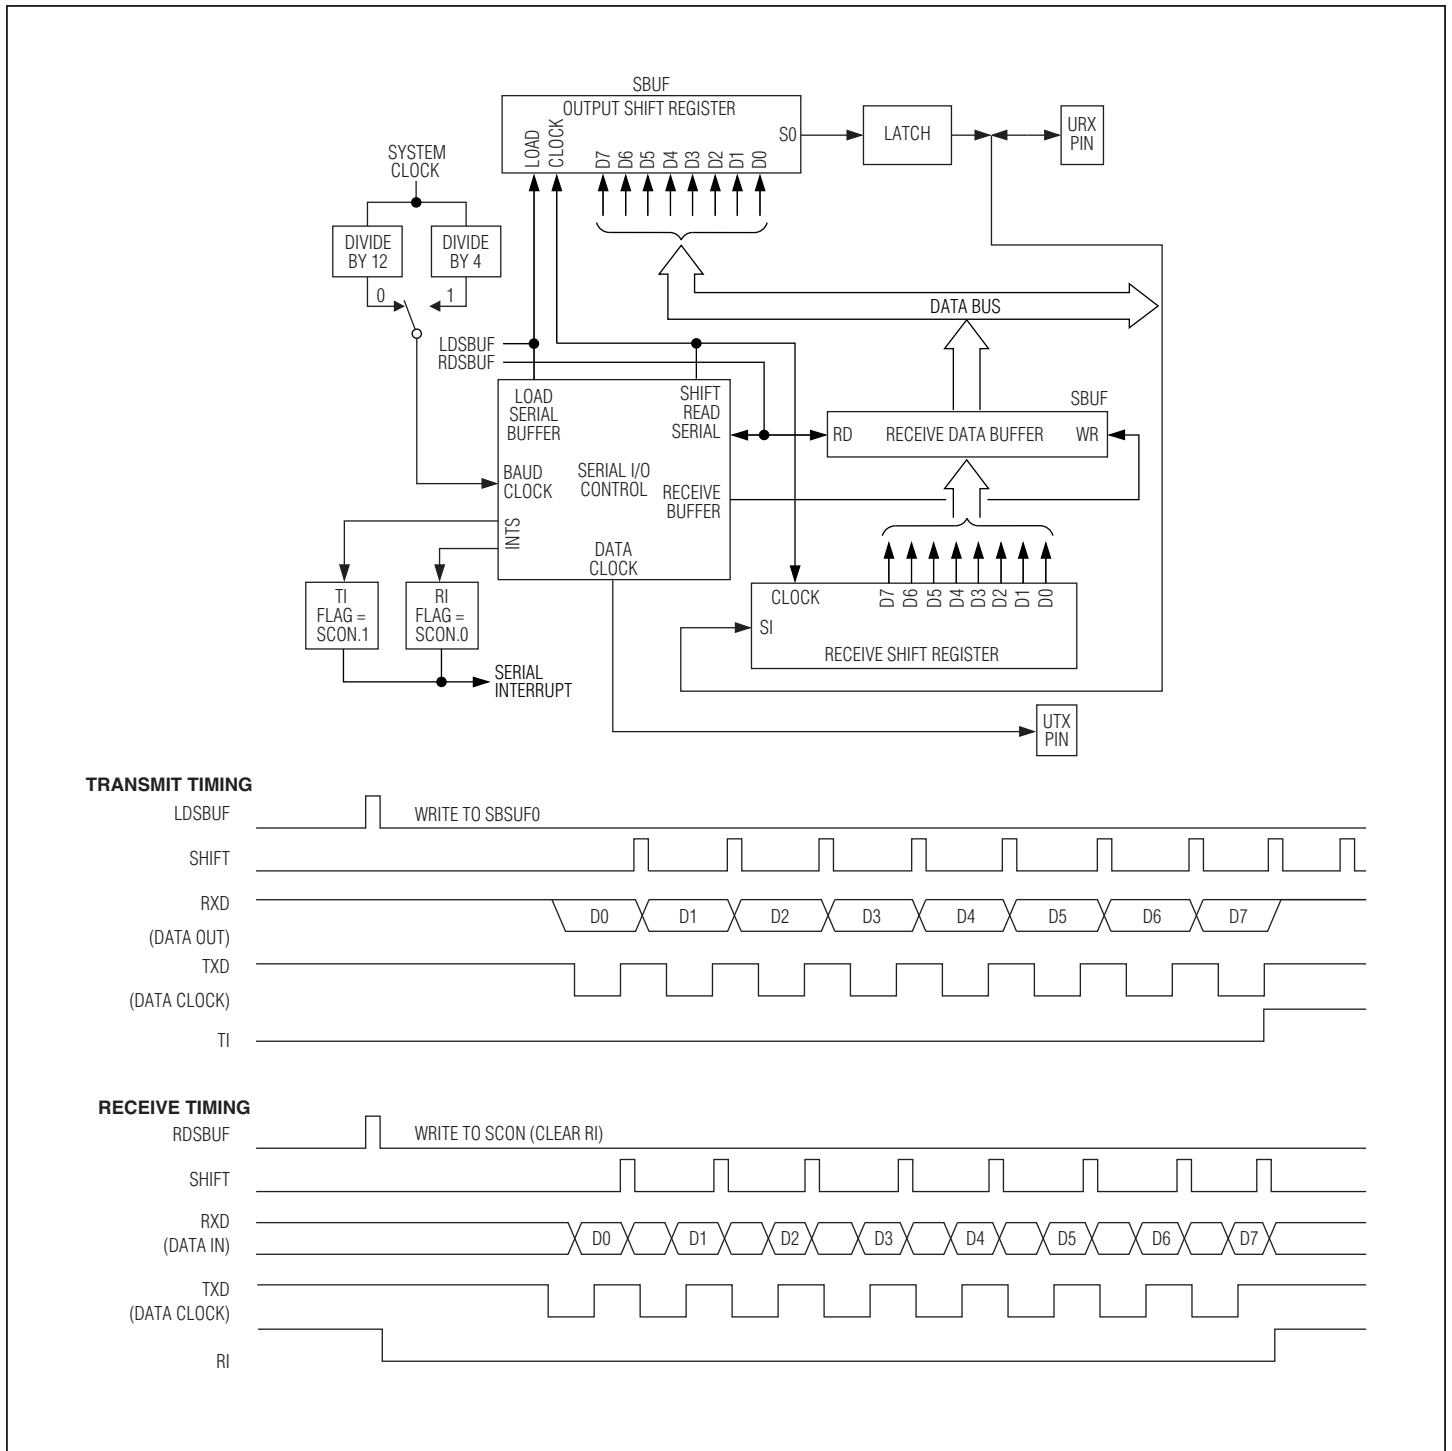 SBUF
OUTPUT SHIFT REGISTER
LOAD
CLOCK
D7
D6
D5
D4
D3
D2
D1
D0
S0
LATCH
URX
PIN
SYSTEM
CLOCK
DIVIDE
BY 12
DIVIDE
BY 4
0
1
DATA BUS
LDSBUF
RDSBUF
LOAD
SERIAL
BUFFER
SHIFT
READ
SERIAL
BAUD
CLOCK
SERIAL I/O
CONTROL
RECEIVE
BUFFER
INTS
DATA
CLOCK
SBUF
RD
RECEIVE DATA BUFFER
WR
TI
FLAG =
SCON.1
RI
FLAG =
SCON.0
SERIAL
INTERRUPT
CLOCK
D7
D6
D5
D4
D3
D2
D1
D0
SI
RECEIVE SHIFT REGISTER
UTX
PIN
TRANSMIT TIMING
LDSBUF
WRITE TO SBSUF0
SHIFT
RXD
(DATA OUT)
D0 D1 D2 D3 D4 D5 D6 D7
TXD
(DATA CLOCK)
TI
RECEIVE TIMING
RDSBUF
WRITE TO SCON (CLEAR RI)
SHIFT
RXD
(DATA IN)
D0 D1 D2 D3 D4 D5 D6 D7
TXD
(DATA CLOCK)
RI